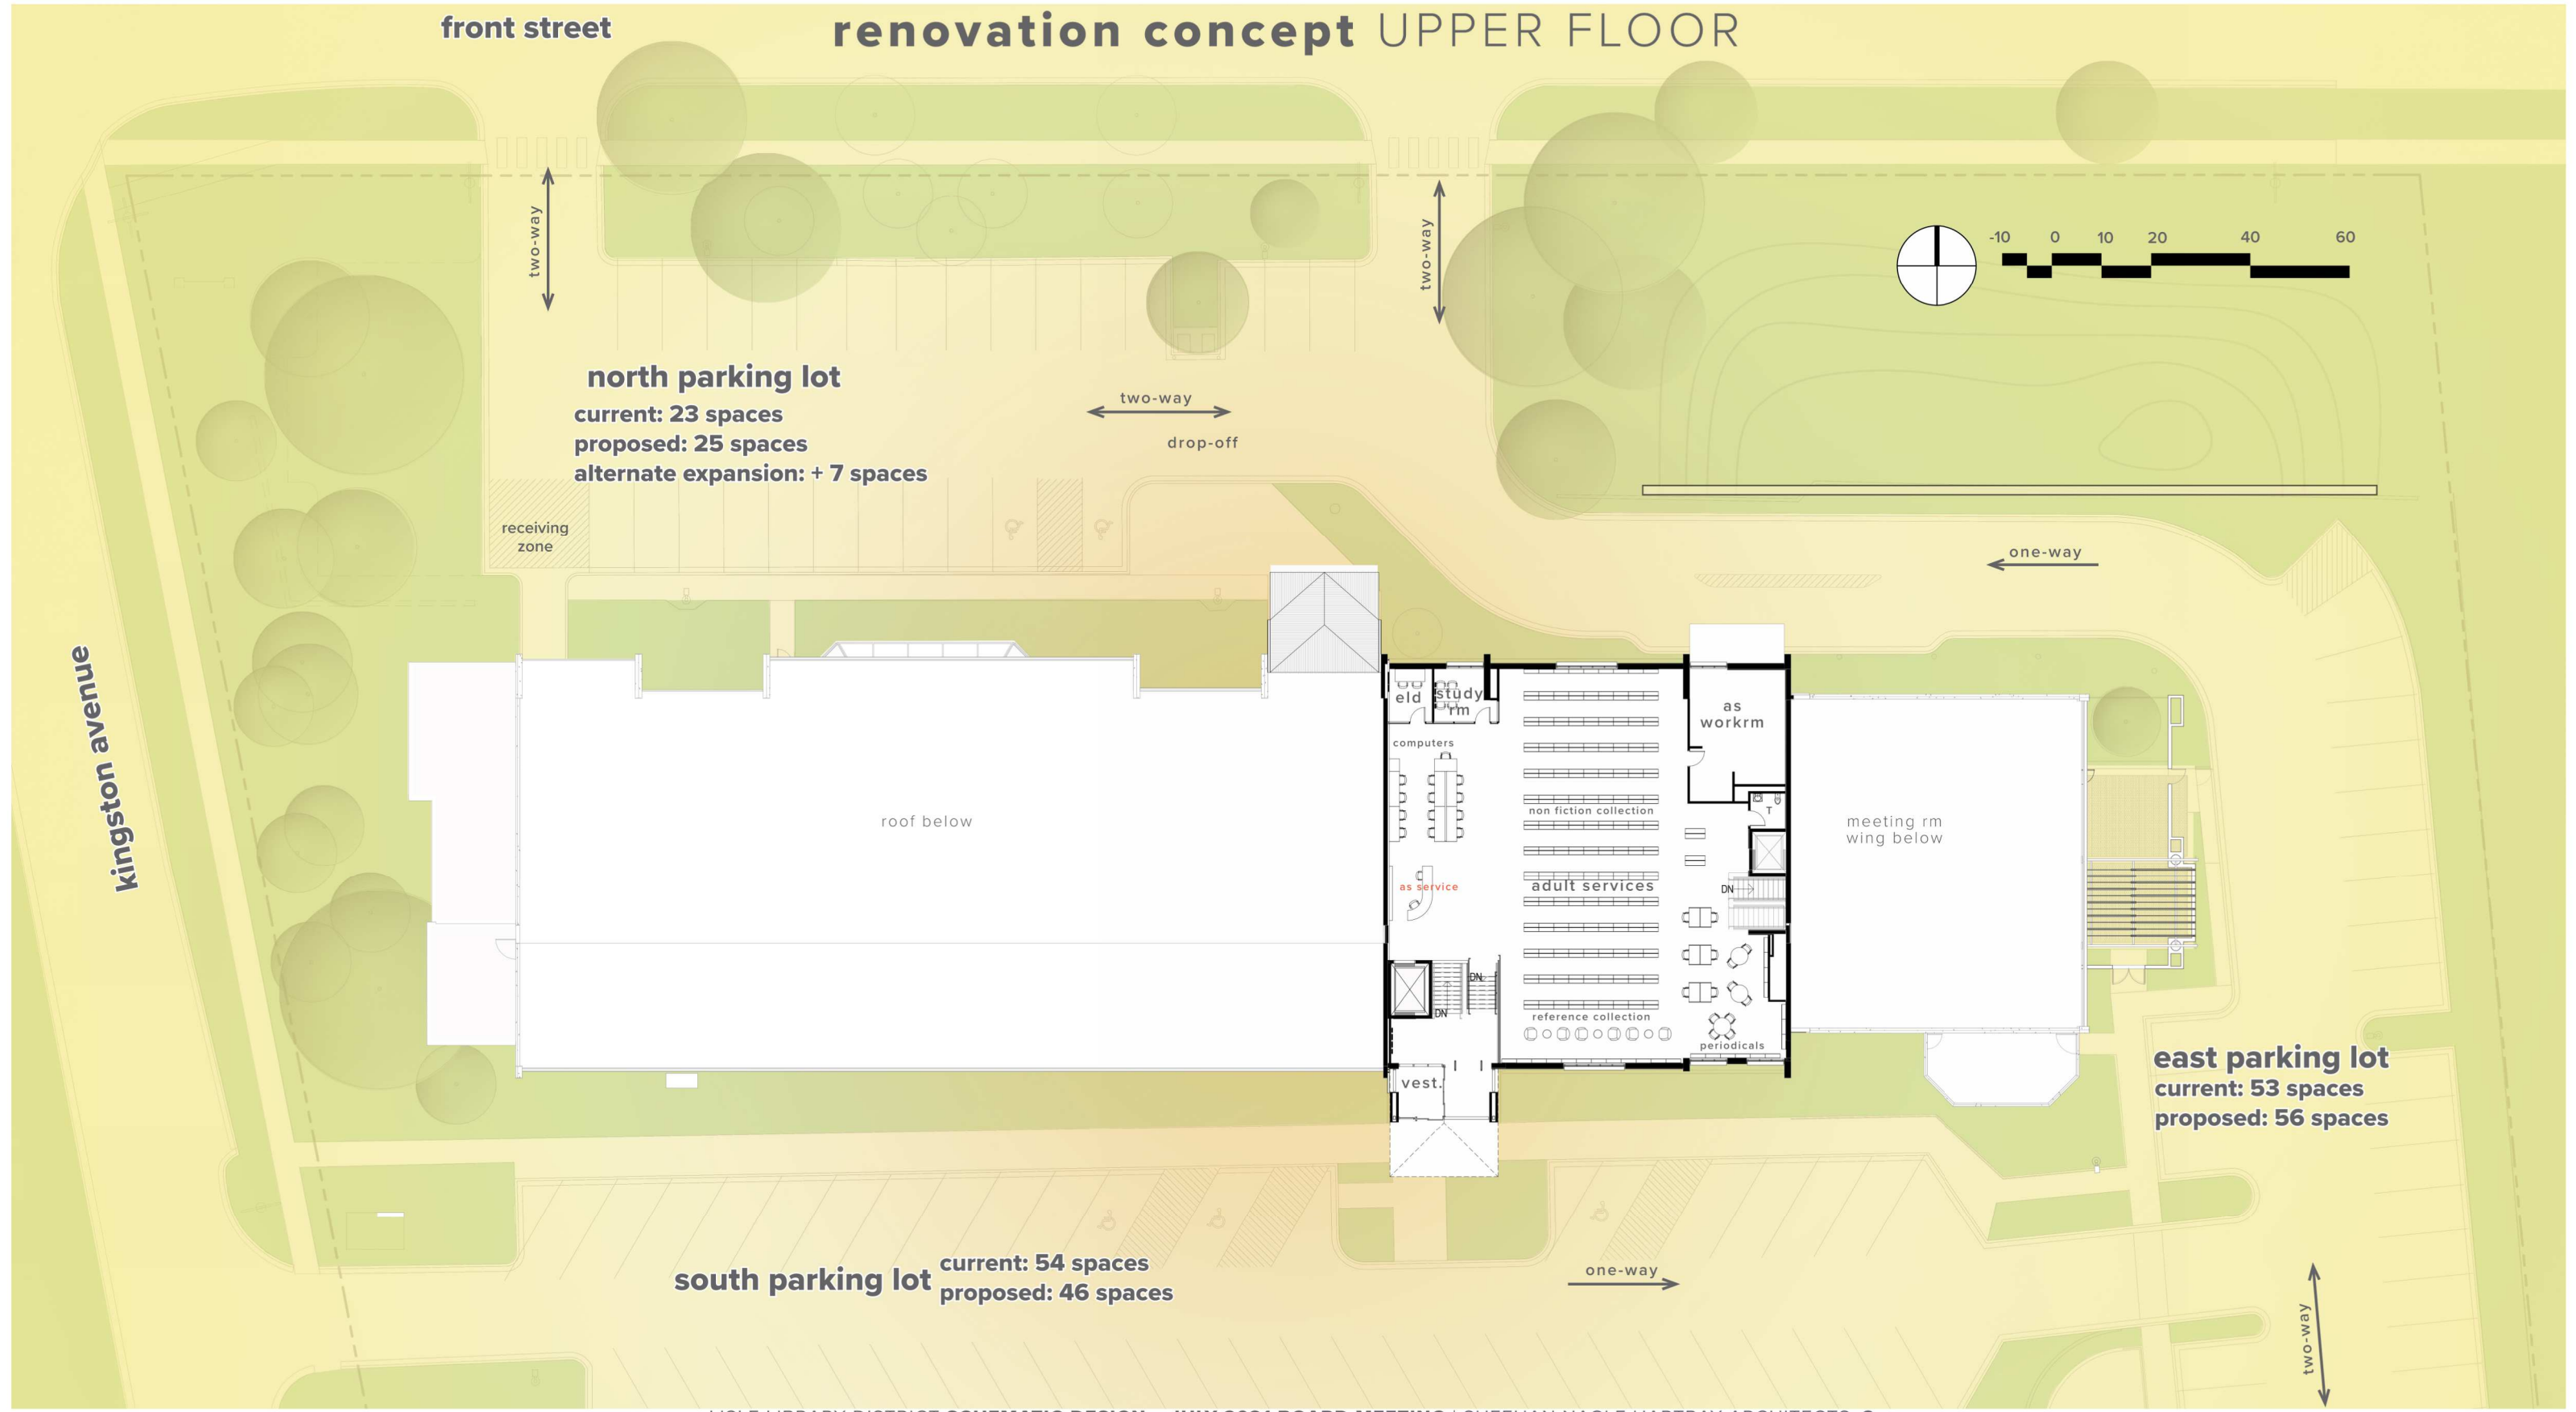 front street
renovation concept UPPER FLOOR
two-way
two-way
-10 0 10 20 40 60
north parking lot
current: 23 spaces
proposed: 25 spaces
alternate expansion: + 7 spaces
two-way
drop-off
receiving
zone
one-way
kingston avenue
eld
study
rm
as
workrm
computers
non fiction collection
T
roof below
meeting rm
wing below
as service
adult services
DN
DN
DN
reference collection
periodicals
vest.
east parking lot
current: 53 spaces
proposed: 56 spaces
south parking lot
current: 54 spaces
proposed: 46 spaces
one-way
two-way